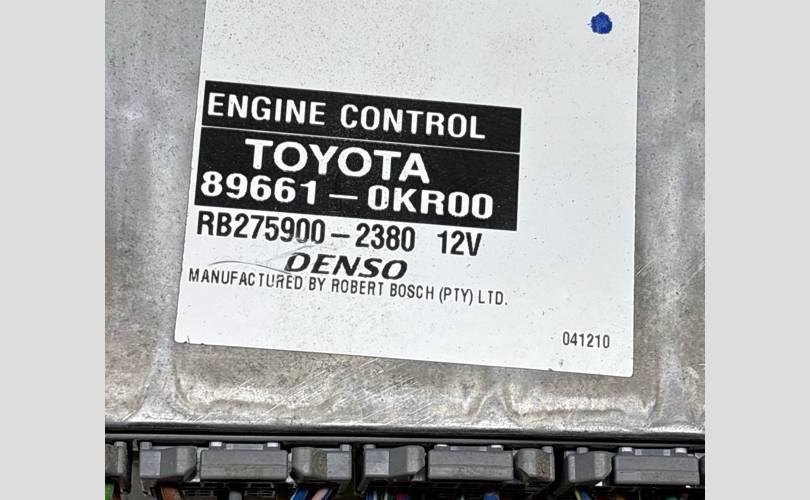 ENGINE CONTROL
TOYOTA
89661-0KR00
RB275900-2380 12V
DENSO
MANUFACTURED BY ROBERT BOSCH (PTY) LTD.
041210